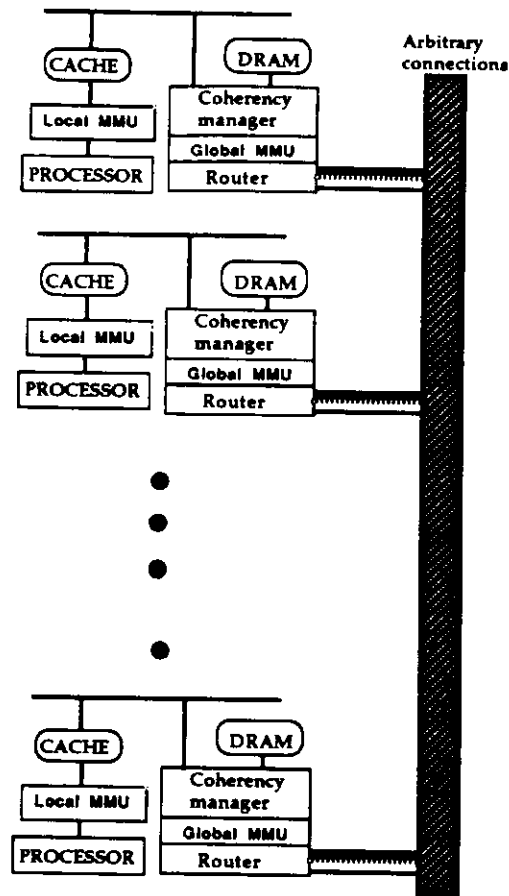 Arbitrary
connections
CACHE
DRAM
Local MMU
Coherency
manager
Global MMU
PROCESSOR
Router
CACHE
DRAM
Local MMU
Coherency
manager
Global MMU
PROCESSOR
Router
CACHE
DRAM
Local MMU
Coherency
manager
Global MMU
PROCESSOR
Router